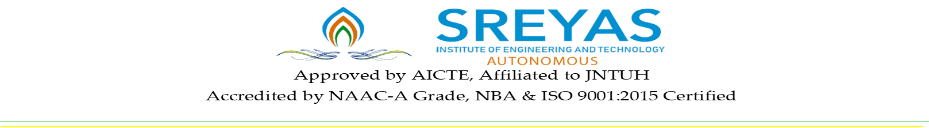 SREYAS
INSTITUTE OF ENGINEERING AND TECHNOLOGY
AUTONOMOUS
Approved by AICTE, Affiliated to JNTUH
Accredited by NAAC-A Grade, NBA & ISO 9001:2015 Certified